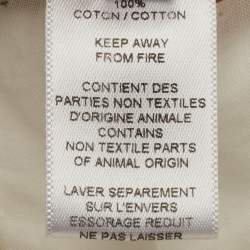 100%
COTON / COTTON
KEEP AWAY
FROM FIRE
CONTIENT DES
PARTIES NON TEXTILES
D'ORIGINE ANIMALE
CONTAINS
NON TEXTILE PARTS
OF ANIMAL ORIGIN
LAVER SEPAREMENT
SUR L'ENVERS
ESSORAGE REDUIT
NE PAS LAISSER